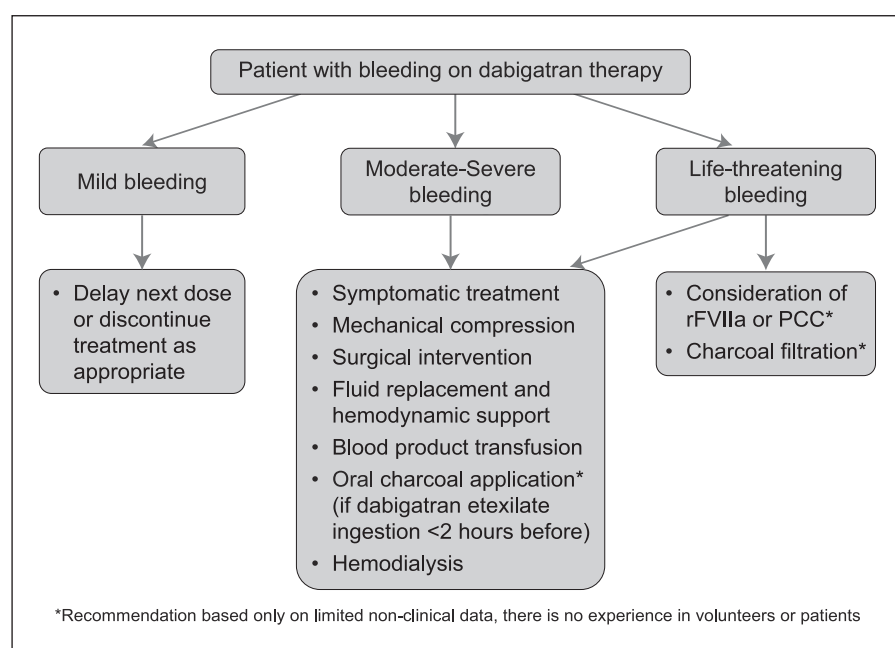 Patient with bleeding on dabigatran therapy
Mild bleeding
Moderate-Severe
bleeding
Life-threatening
bleeding
• Delay next dose
or discontinue
treatment as
appropriate
• Symptomatic treatment
• Mechanical compression
• Surgical intervention
• Fluid replacement and
hemodynamic support
• Blood product transfusion
• Oral charcoal application*
(if dabigatran etexilate
ingestion <2 hours before)
• Hemodialysis
• Consideration of
rFVIIa or PCC*
• Charcoal filtration*
*Recommendation based only on limited non-clinical data, there is no experience in volunteers or patients